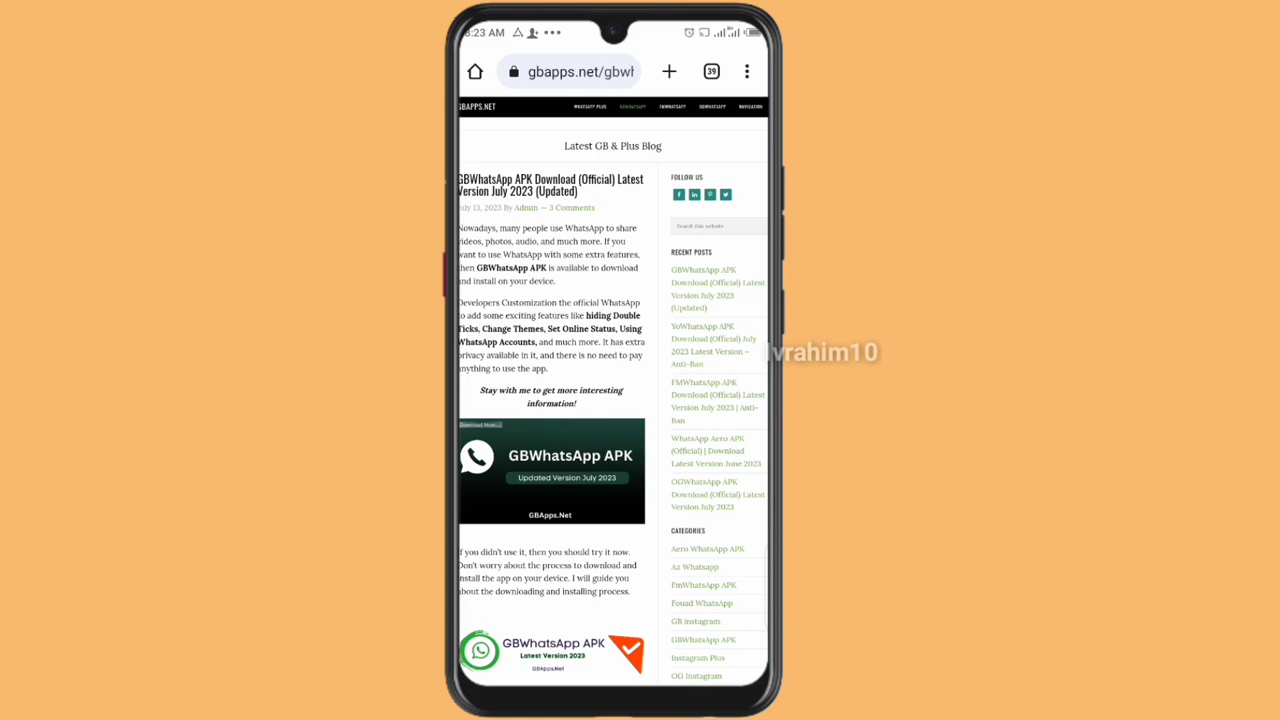 8:23 AM
39
gbapps.net/gbwh
GBAPPS.NET
WHATSAPP PLUS GBWHATSAPP FMWHATSAPP OGWHATSAPP NAVIGATION
Latest GB & Plus Blog
GBWhatsApp APK Download (Official) Latest
Version July 2023 (Updated)
July 13, 2023 By Admin — 3 Comments
Nowadays, many people use WhatsApp to share
videos, photos, audio, and much more. If you
want to use WhatsApp with some extra features,
then GBWhatsApp APK is available to download
and install on your device.
Developers Customization the official WhatsApp
to add some exciting features like hiding Double
Ticks, Change Themes, Set Online Status, Using
WhatsApp Accounts, and much more. It has extra
privacy available in it, and there is no need to pay
anything to use the app.
Stay with me to get more interesting
information!
Download Now...
GBWhatsApp APK
Updated Version July 2023
GBApps.Net
If you didn't use it, then you should try it now.
Don't worry about the process to download and
install the app on your device. I will guide you
about the downloading and installing process.
GBWhatsApp APK
Latest Version 2023
GBApps.Net
FOLLOW US
Search this website
RECENT POSTS
GBWhatsApp APK
Download (Official) Latest
Version July 2023
(Updated)
YoWhatsApp APK
Download (Official) July
2023 Latest Version –
Anti-Ban
FMWhatsApp APK
Download (Official) Latest
Version July 2023 | Anti-
Ban
WhatsApp Aero APK
(Official) | Download
Latest Version June 2023
OGWhatsApp APK
Download (Official) Latest
Version July 2023
CATEGORIES
Aero WhatsApp APK
Az Whatsapp
FmWhatsApp APK
Fouad WhatsApp
GB instagram
GBWhatsApp APK
Instagram Plus
OG Instagram
Ivrahim10